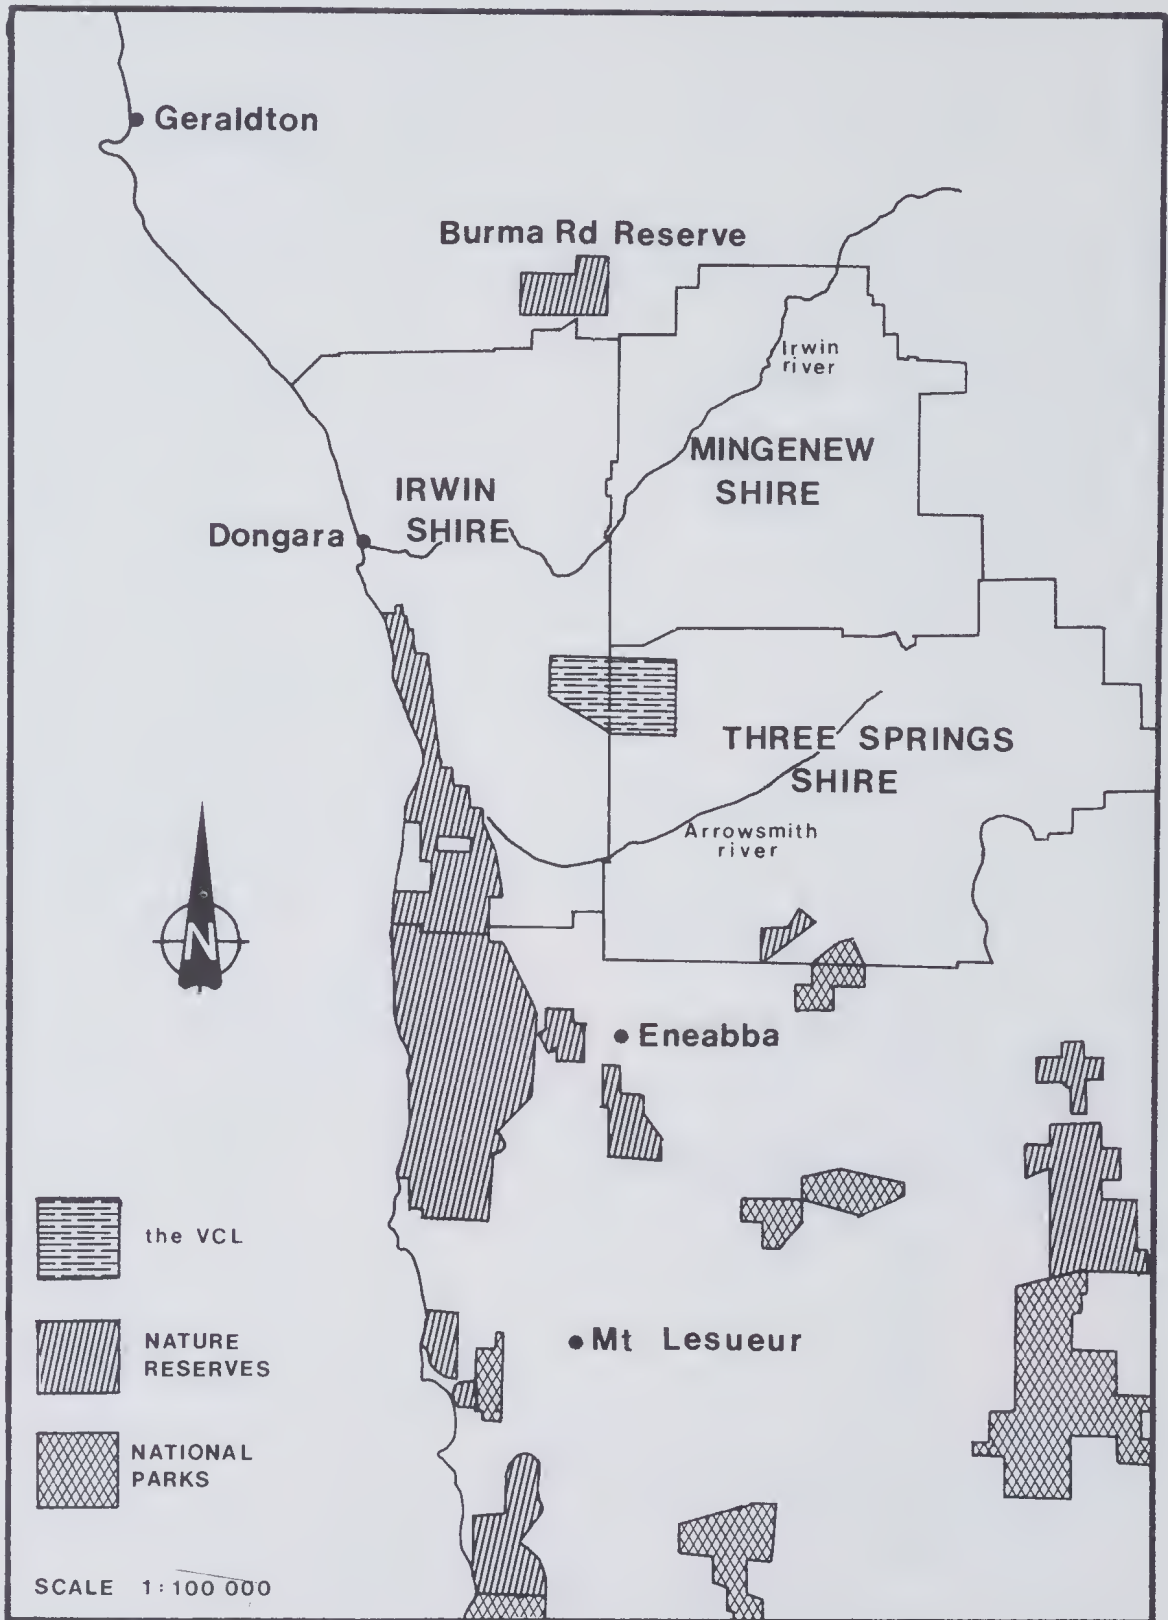 Geraldton
Burma Rd Reserve
Irwin
river
MINGENEW
SHIRE
IRWIN
SHIRE
Dongara
THREE SPRINGS
SHIRE
Arrowsmith
river
N
Eneabba
the VCL
NATURE
RESERVES
Mt Lesueur
NATIONAL
PARKS
SCALE 1:100 000